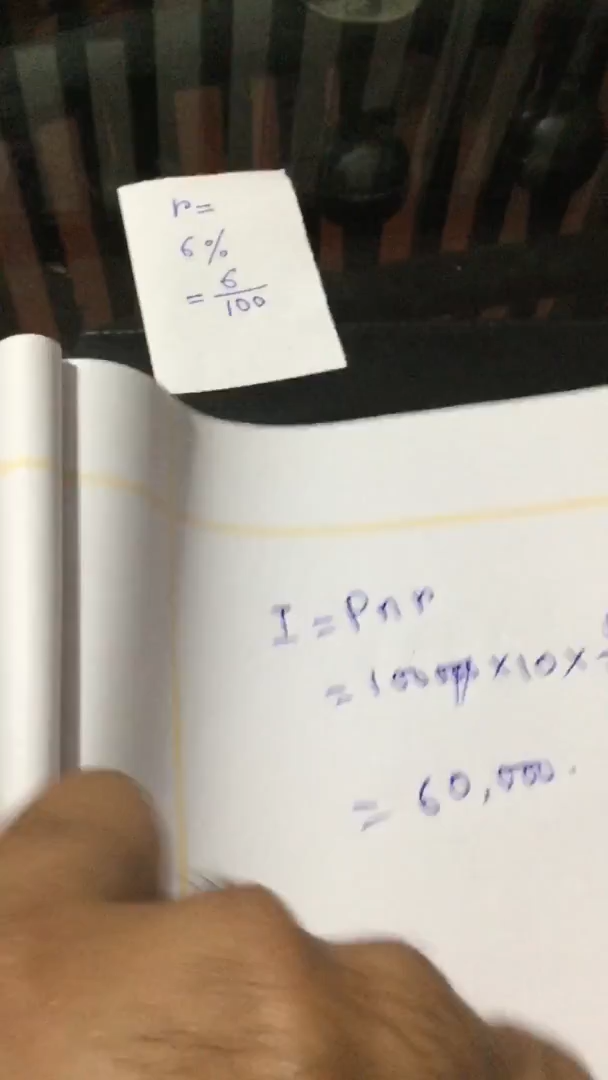 r=
6%
= 6/100
I = Pnr
= 100000 × 10 ×
= 60,000.